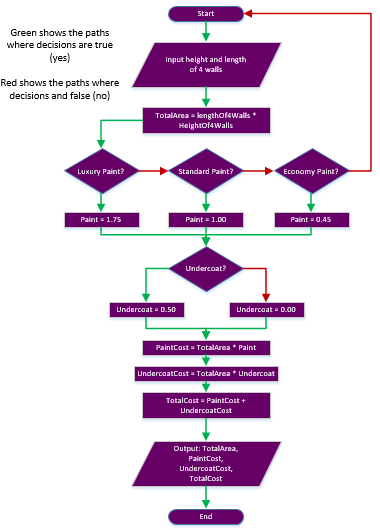 Start
Green shows the paths
where decisions are true
(yes)
Red shows the paths where
decisions and false (no)
Input height and length
of 4 walls
TotalArea = lengthOf4Walls *
HeightOf4Walls
Luxury Paint?
Standard Paint?
Economy Paint?
Paint = 1.75
Paint = 1.00
Paint = 0.45
Undercoat?
Undercoat = 0.50
Undercoat = 0.00
PaintCost = TotalArea * Paint
UndercoatCost = TotalArea * Undercoat
TotalCost = PaintCost +
UndercoatCost
Output: TotalArea,
PaintCost,
UndercoatCost,
TotalCost
End